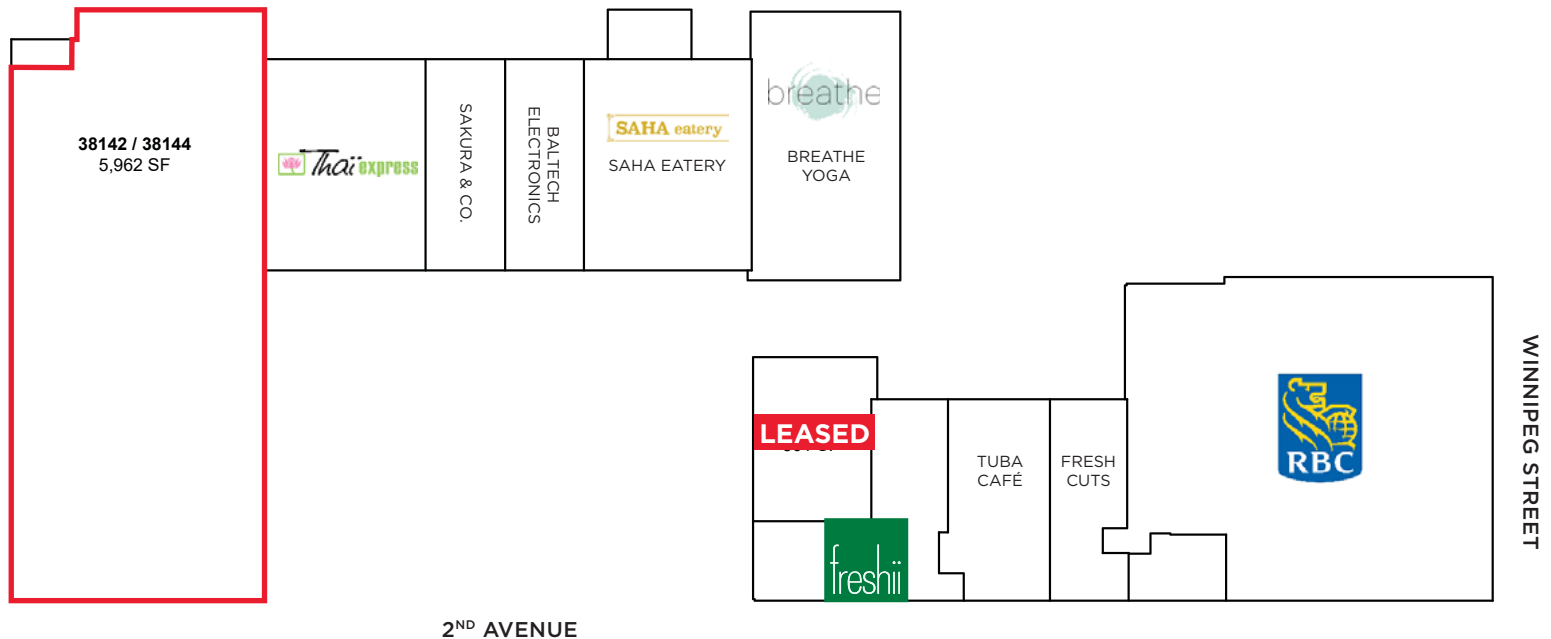 38142 / 38144
5,962 SF
Thaï express
SAKURA & CO.
BALTECH
ELECTRONICS
SAHA eatery
SAHA EATERY
breathe
BREATHE
YOGA
LEASED
freshii
TUBA
CAFÉ
FRESH
CUTS
RBC
WINNIPEG STREET
2ND AVENUE